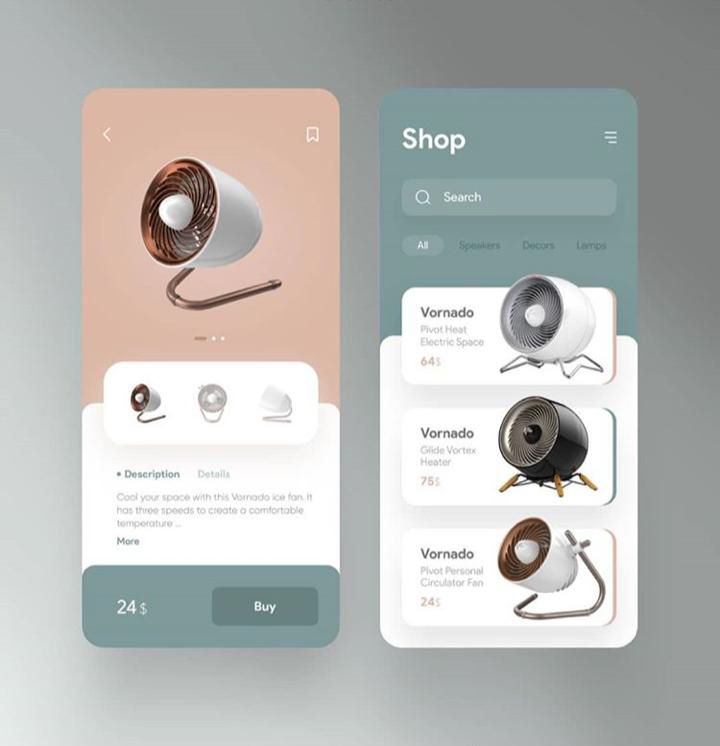 Description
Details
Cool your space with this Vornado ice fan. It
has three speeds to create a comfortable
temperature ...
More
24 $
Buy
Shop
Search
All
Speakers
Decors
Lamps
Vornado
Pivot Heat
Electric Space
64$
Vornado
Glide Vortex
Heater
75$
Vornado
Pivot Personal
Circulator Fan
24$